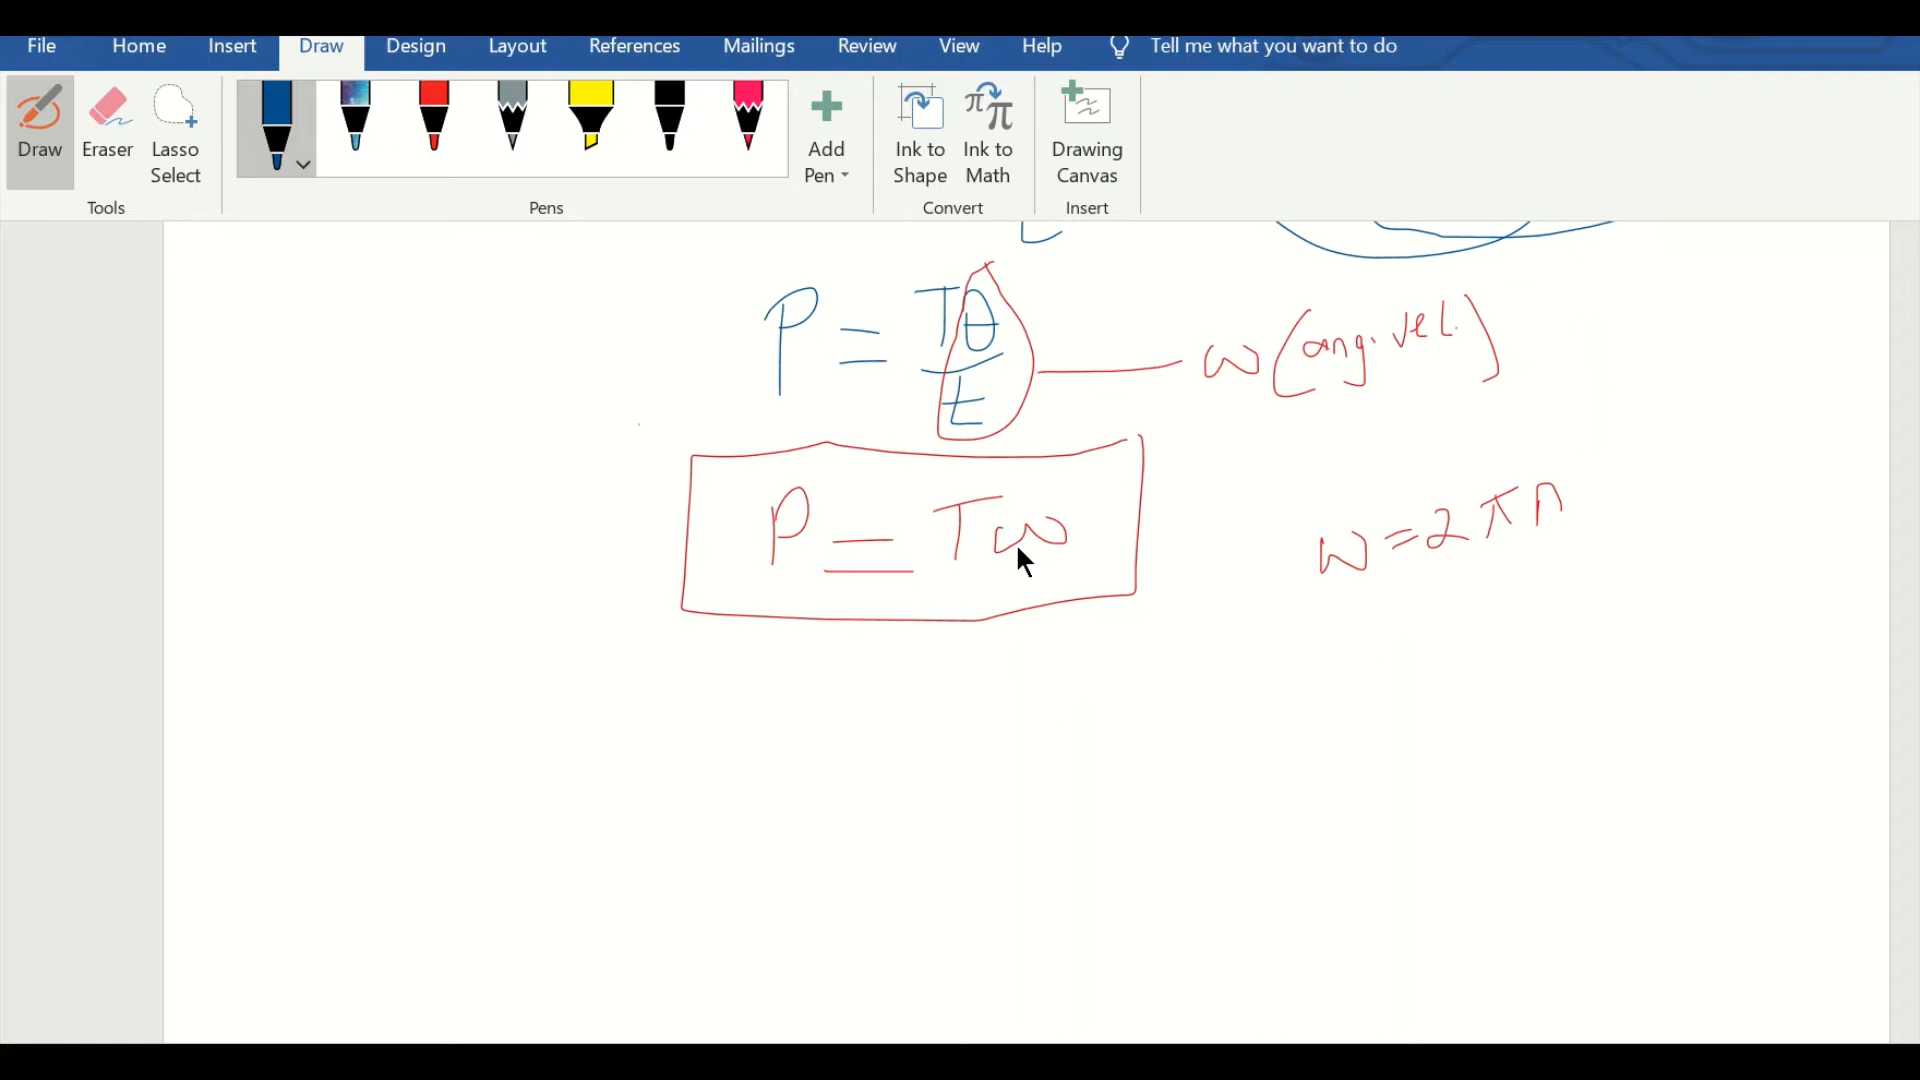 File Home Insert Draw Design Layout References Mailings Review View Help Tell me what you want to do
Draw Eraser Lasso Select Add Pen Ink to Shape Ink to Math Drawing Canvas
Tools Pens Convert Insert
P = Tθ/t ω (ang. vel.)
P = Tω
ω = 2πn